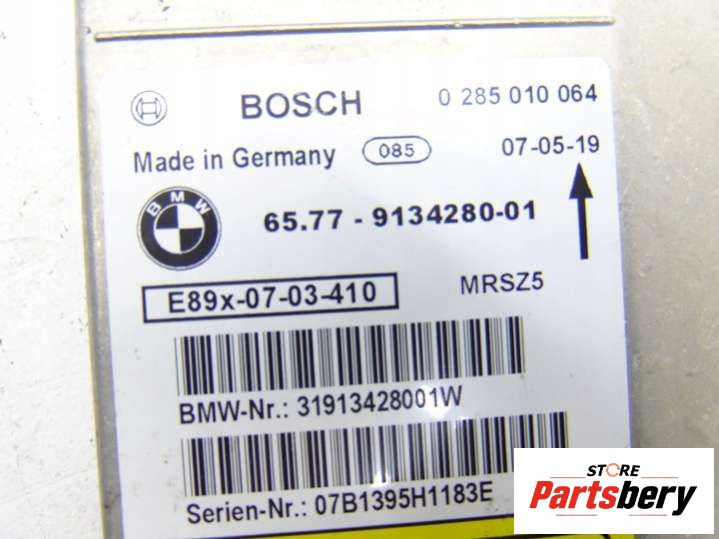 BOSCH 0 285 010 064
Made in Germany 085 07-05-19
BMW 65.77 - 9134280-01
E89x-07-03-410 MRSZ5
BMW-Nr.: 31913428001W
Serien-Nr.: 07B1395H1183E
STORE
Partsbery